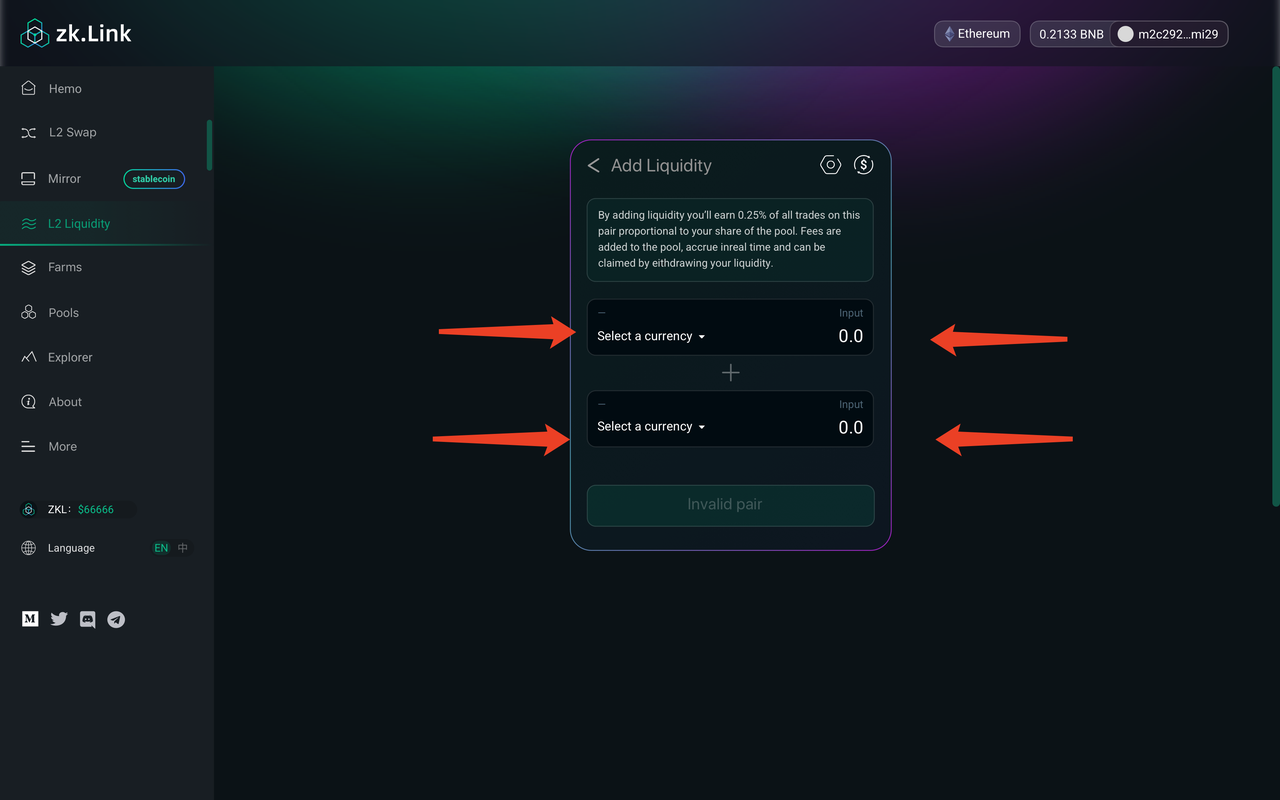 zk.Link
Ethereum
0.2133 BNB
m2c292...mi29
Hemo
L2 Swap
Mirror
stablecoin
L2 Liquidity
Farms
Pools
Explorer
About
More
ZKL: $66666
Language
EN 中
M
Add Liquidity
$
By adding liquidity you'll earn 0.25% of all trades on this
pair proportional to your share of the pool. Fees are
added to the pool, accrue inreal time and can be
claimed by eithdrawing your liquidity.
– Input
Select a currency 0.0
+
– Input
Select a currency 0.0
Invalid pair